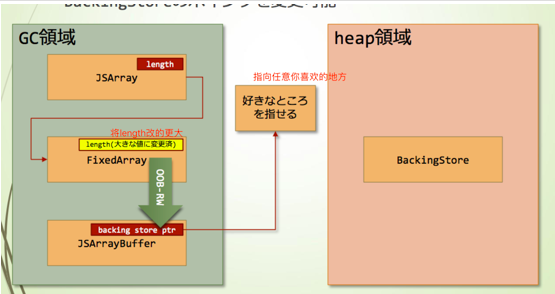 BackingStoreのポインタを変更可能
GC領域
heap領域
length
JSArray
指向任意你喜欢的地方
好きなところ
を指せる
将length改的更大
length(大きな値に変更済)
FixedArray
BackingStore
OOB-RW
backing store ptr
JSArrayBuffer